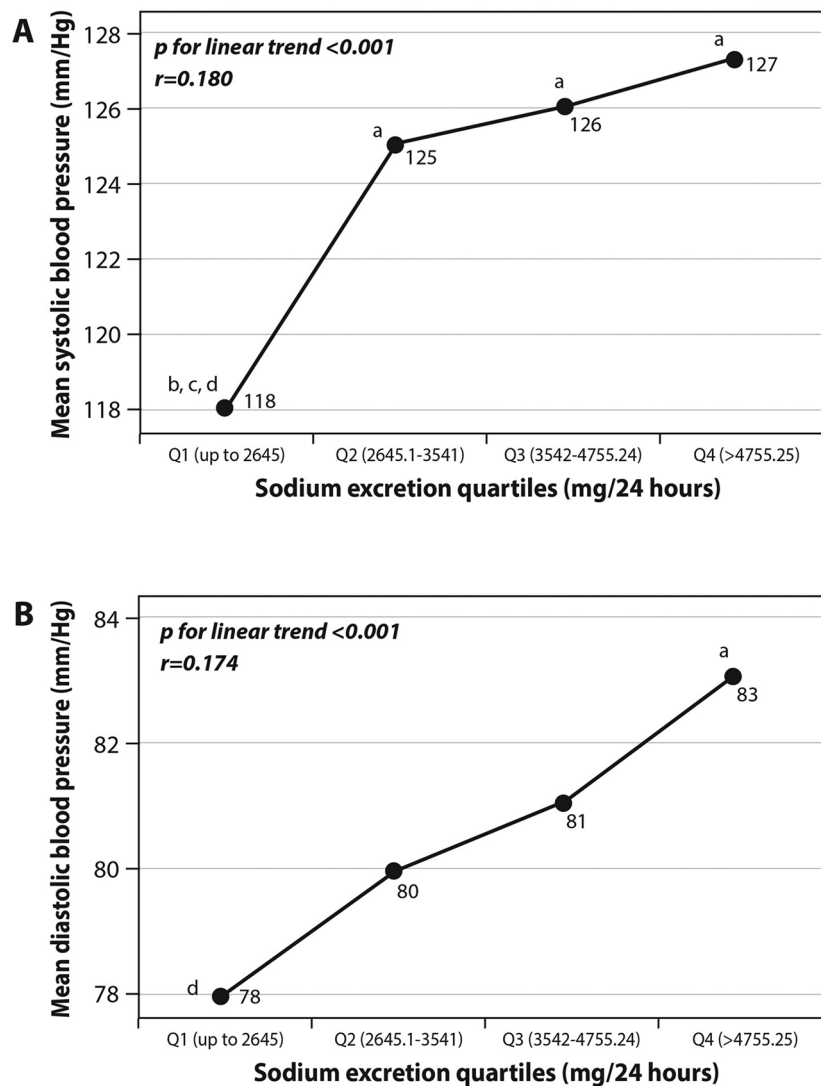 A
Mean systolic blood pressure (mm/Hg)
p for linear trend <0.001
r=0.180
128
126
124
122
120
118
b, c, d
118
a
125
a
126
a
127
Q1 (up to 2645)
Q2 (2645.1-3541)
Q3 (3542-4755.24)
Q4 (>4755.25)
Sodium excretion quartiles (mg/24 hours)
B
Mean diastolic blood pressure (mm/Hg)
p for linear trend <0.001
r=0.174
84
82
80
78
d
78
80
81
a
83
Q1 (up to 2645)
Q2 (2645.1-3541)
Q3 (3542-4755.24)
Q4 (>4755.25)
Sodium excretion quartiles (mg/24 hours)